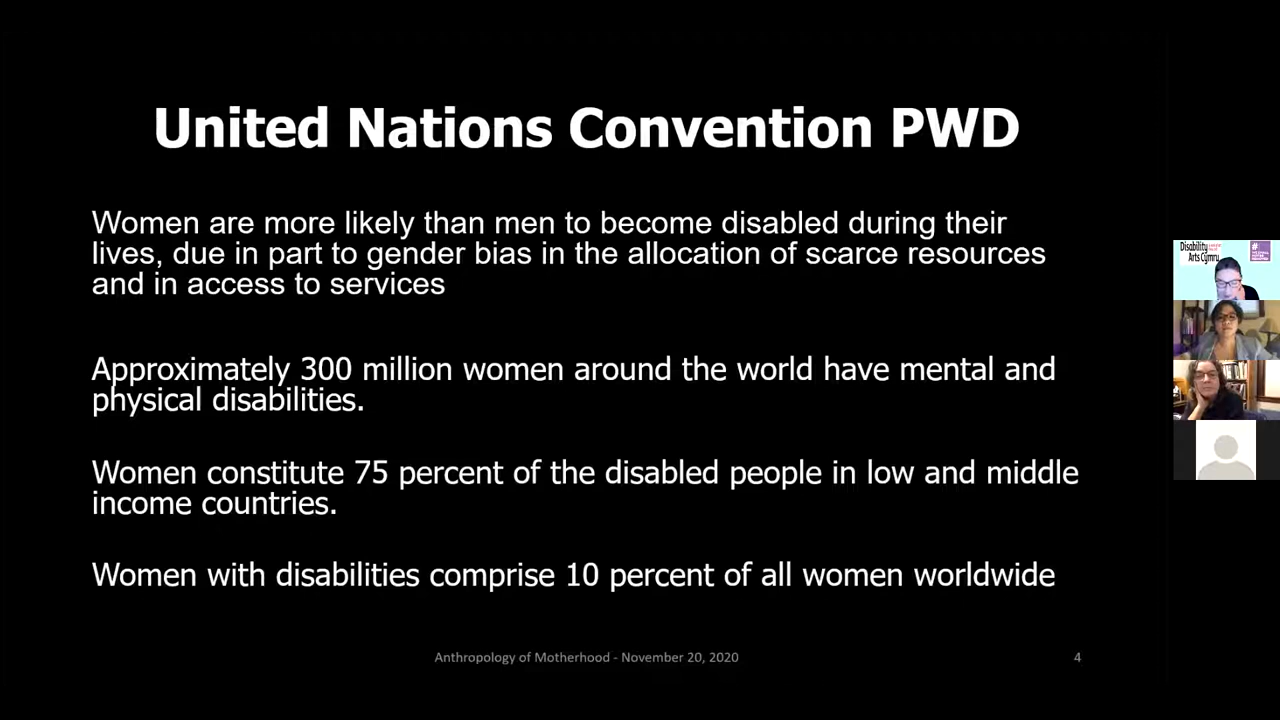 United Nations Convention PWD
Women are more likely than men to become disabled during their
lives, due in part to gender bias in the allocation of scarce resources
and in access to services
Approximately 300 million women around the world have mental and
physical disabilities.
Women constitute 75 percent of the disabled people in low and middle
income countries.
Women with disabilities comprise 10 percent of all women worldwide
Anthropology of Motherhood - November 20, 2020
4
Disability
Arts Cymru